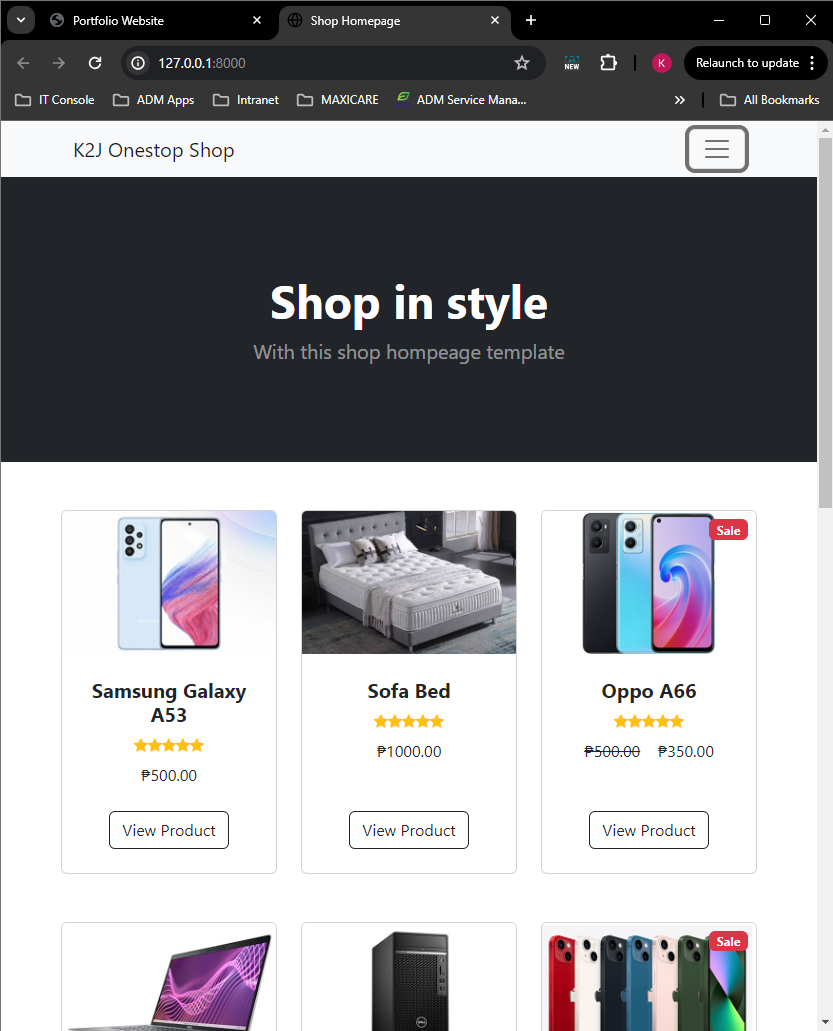 Portfolio Website
Shop Homepage
127.0.0.1:8000
NEW
K
Relaunch to update
IT Console
ADM Apps
Intranet
MAXICARE
ADM Service Mana...
All Bookmarks
K2J Onestop Shop
Shop in style
With this shop hompeage template
Sale
Samsung Galaxy
A53
₱500.00
View Product
Sofa Bed
₱1000.00
View Product
Oppo A66
₱500.00 ₱350.00
View Product
DELL
Sale